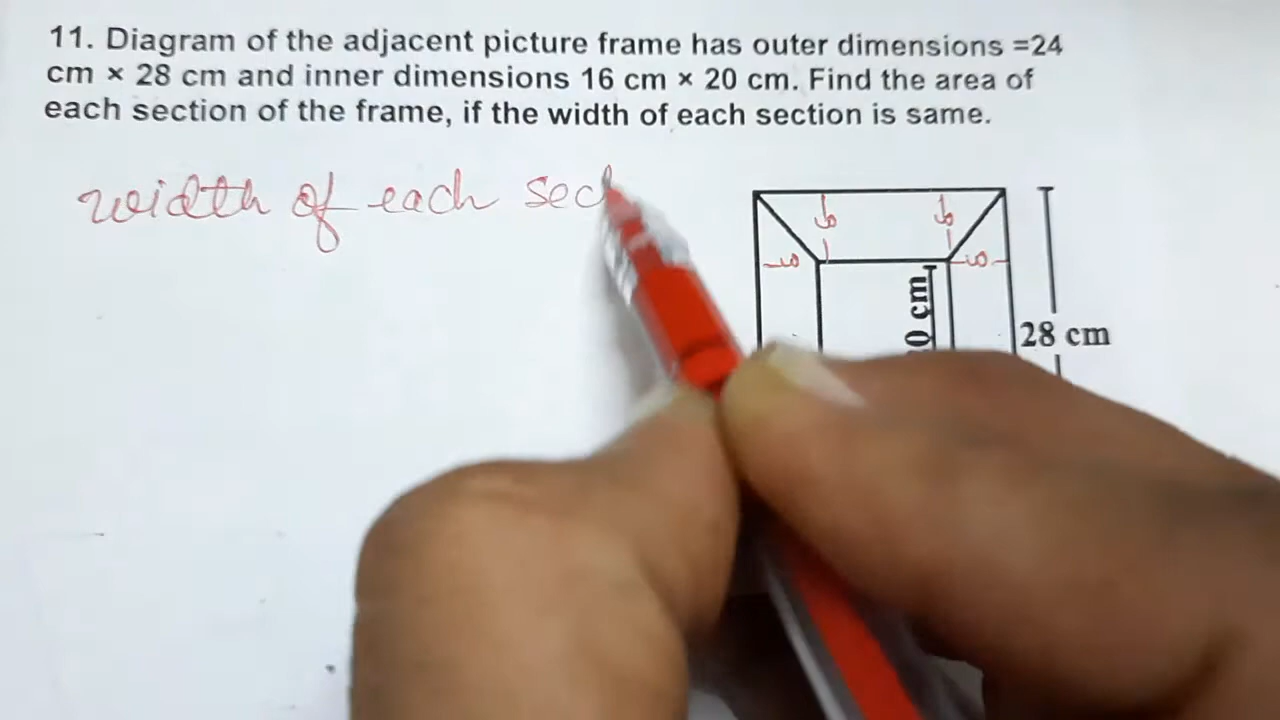 11. Diagram of the adjacent picture frame has outer dimensions =24
cm × 28 cm and inner dimensions 16 cm × 20 cm. Find the area of
each section of the frame, if the width of each section is same.
width of each sec
28 cm
0 cm